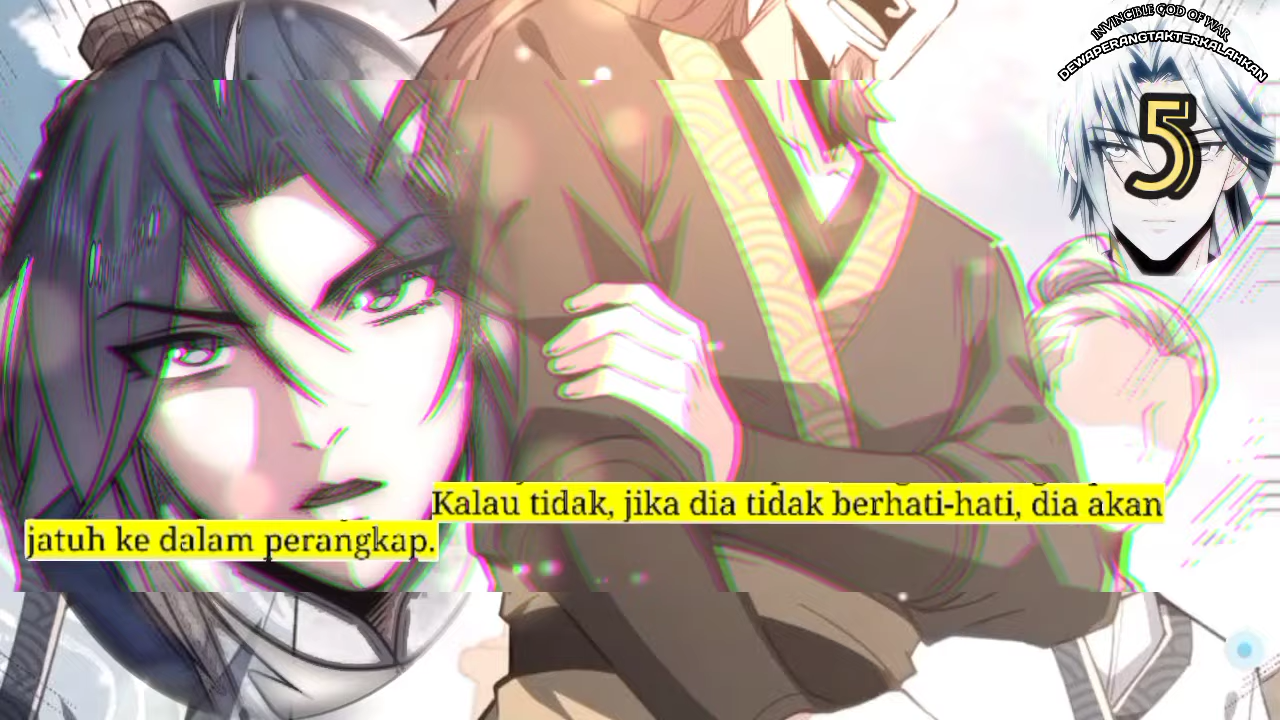 INVINCIBLE GOD OF WAR
DEWAPERANGTAKTERKALAHKAN
5
Kalau tidak, jika dia tidak berhati-hati, dia akan
jatuh ke dalam perangkap.